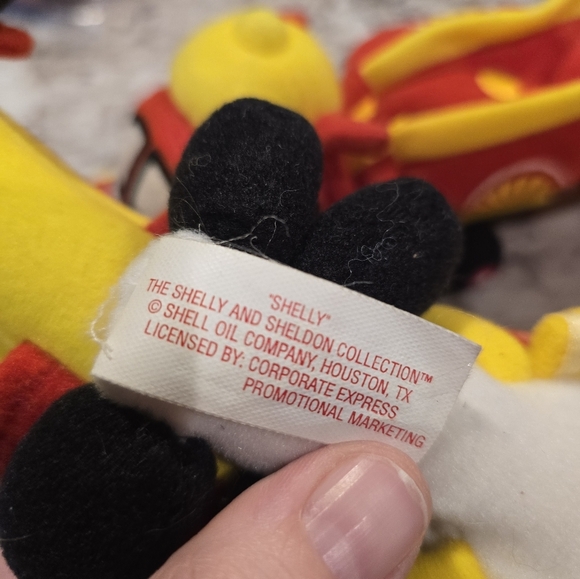 "SHELLY"
THE SHELLY AND SHELDON COLLECTION™
© SHELL OIL COMPANY, HOUSTON, TX
LICENSED BY: CORPORATE EXPRESS
PROMOTIONAL MARKETING